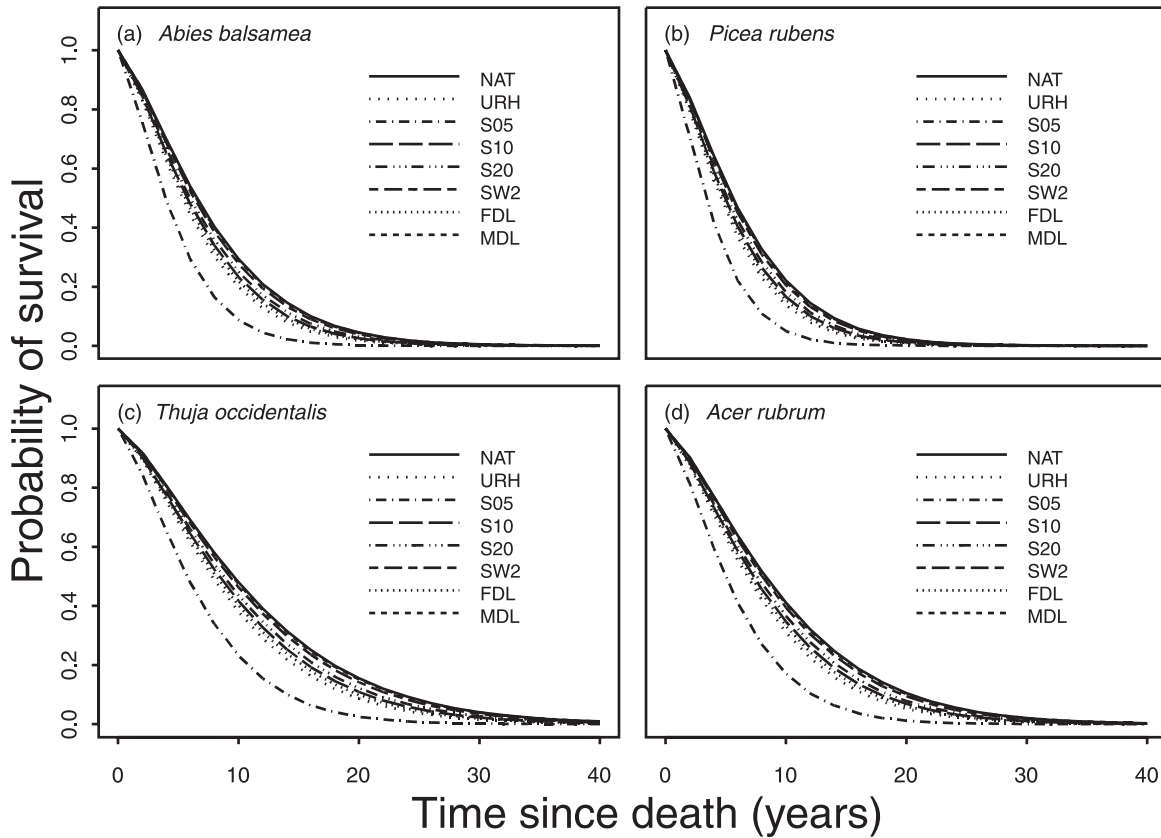 Probability of survival
(a) Abies balsamea
1.0
0.8
0.6
0.4
0.2
0.0
NAT
URH
S05
S10
S20
SW2
FDL
MDL
(b) Picea rubens
NAT
URH
S05
S10
S20
SW2
FDL
MDL
(c) Thuja occidentalis
1.0
0.8
0.6
0.4
0.2
0.0
NAT
URH
S05
S10
S20
SW2
FDL
MDL
0 10 20 30 40
(d) Acer rubrum
NAT
URH
S05
S10
S20
SW2
FDL
MDL
0 10 20 30 40
Time since death (years)